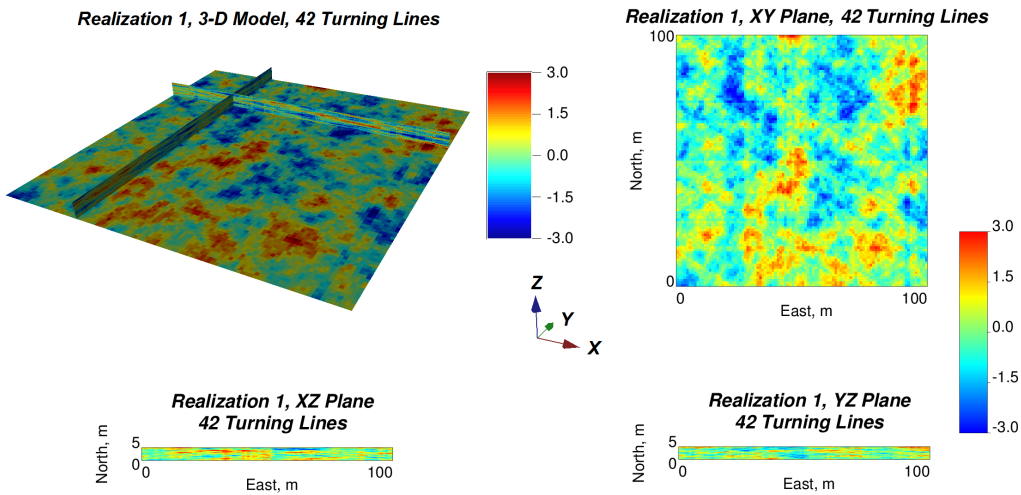 Realization 1, 3-D Model, 42 Turning Lines
3.0
1.5
0.0
-1.5
-3.0
Z
Y
X
Realization 1, XY Plane, 42 Turning Lines
100
North, m
0
0
100
East, m
3.0
1.5
0.0
-1.5
-3.0
Realization 1, XZ Plane
42 Turning Lines
North, m
5
0
0
100
East, m
Realization 1, YZ Plane
42 Turning Lines
North, m
5
0
0
100
East, m